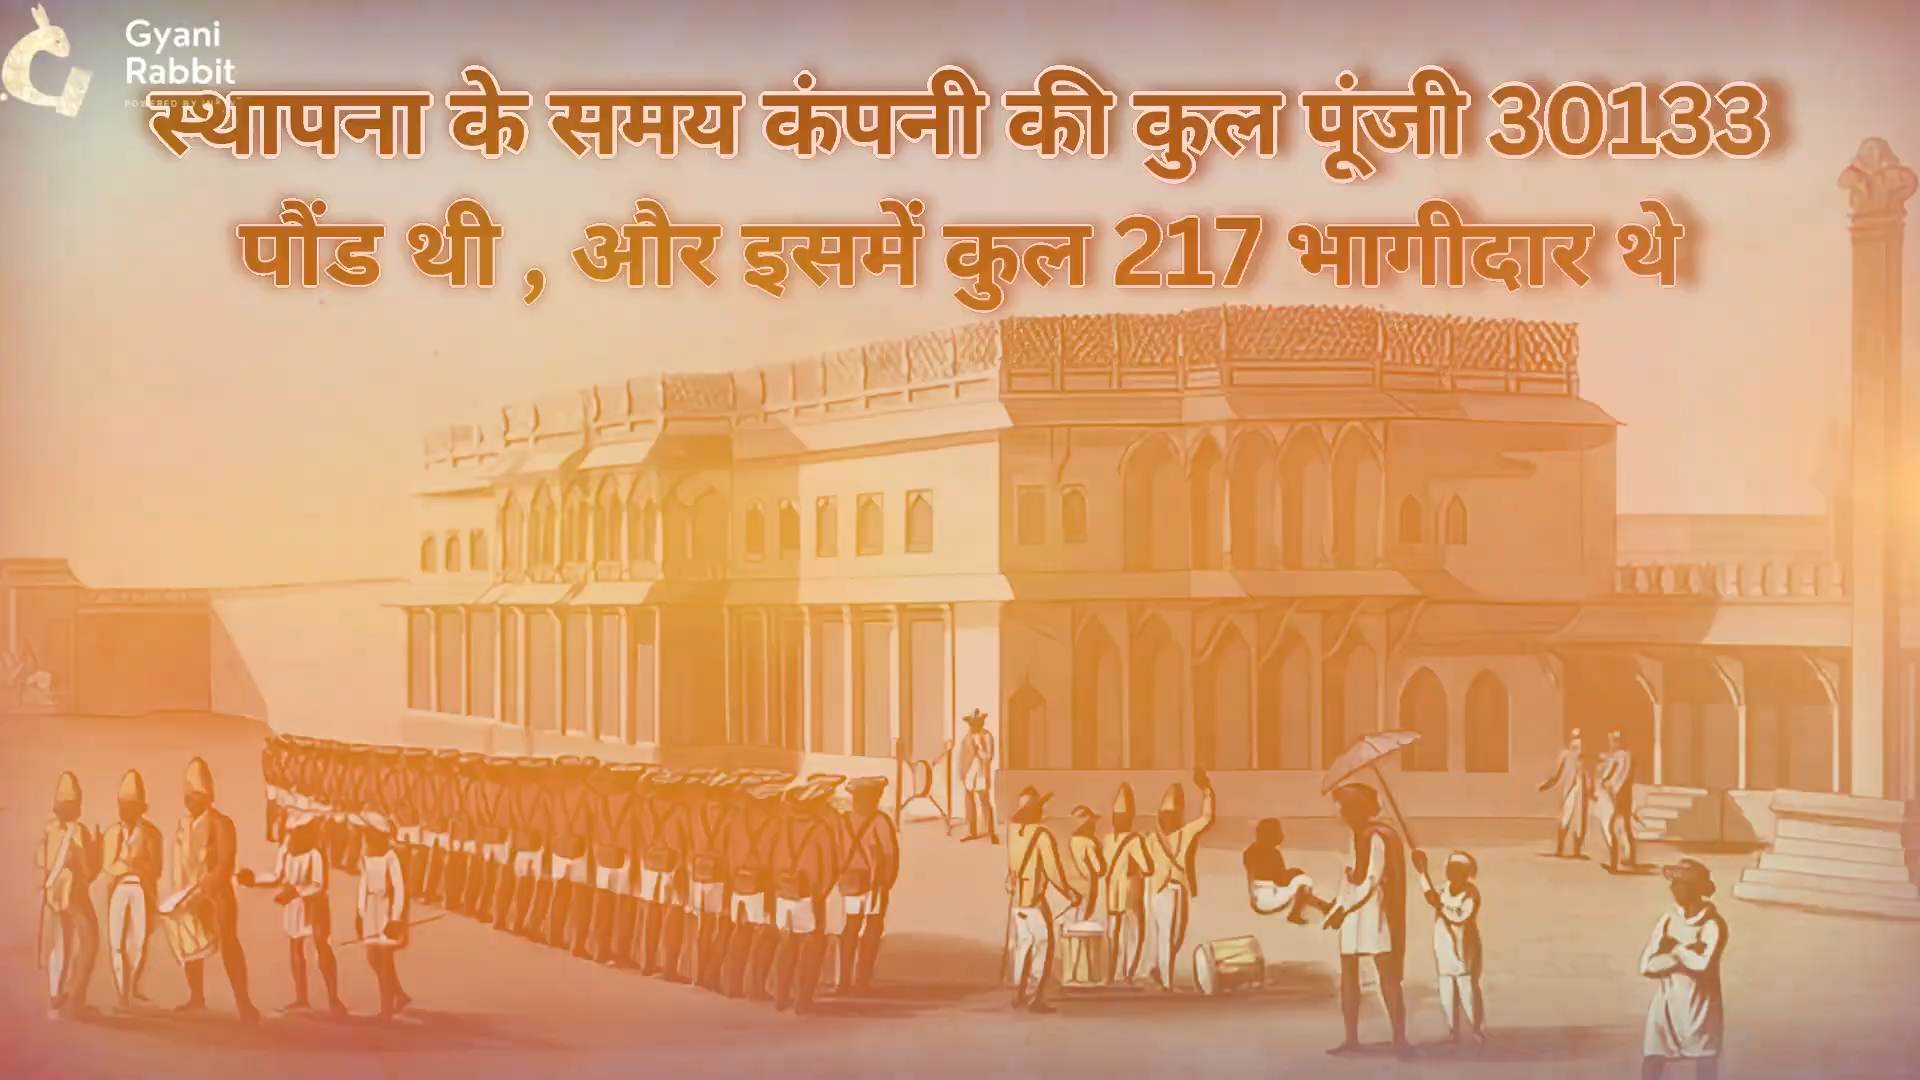 Gyani
Rabbit
स्थापना के समय कंपनी की कुल पूंजी 30133
पौंड थी , और इसमें कुल 217 भागीदार थे